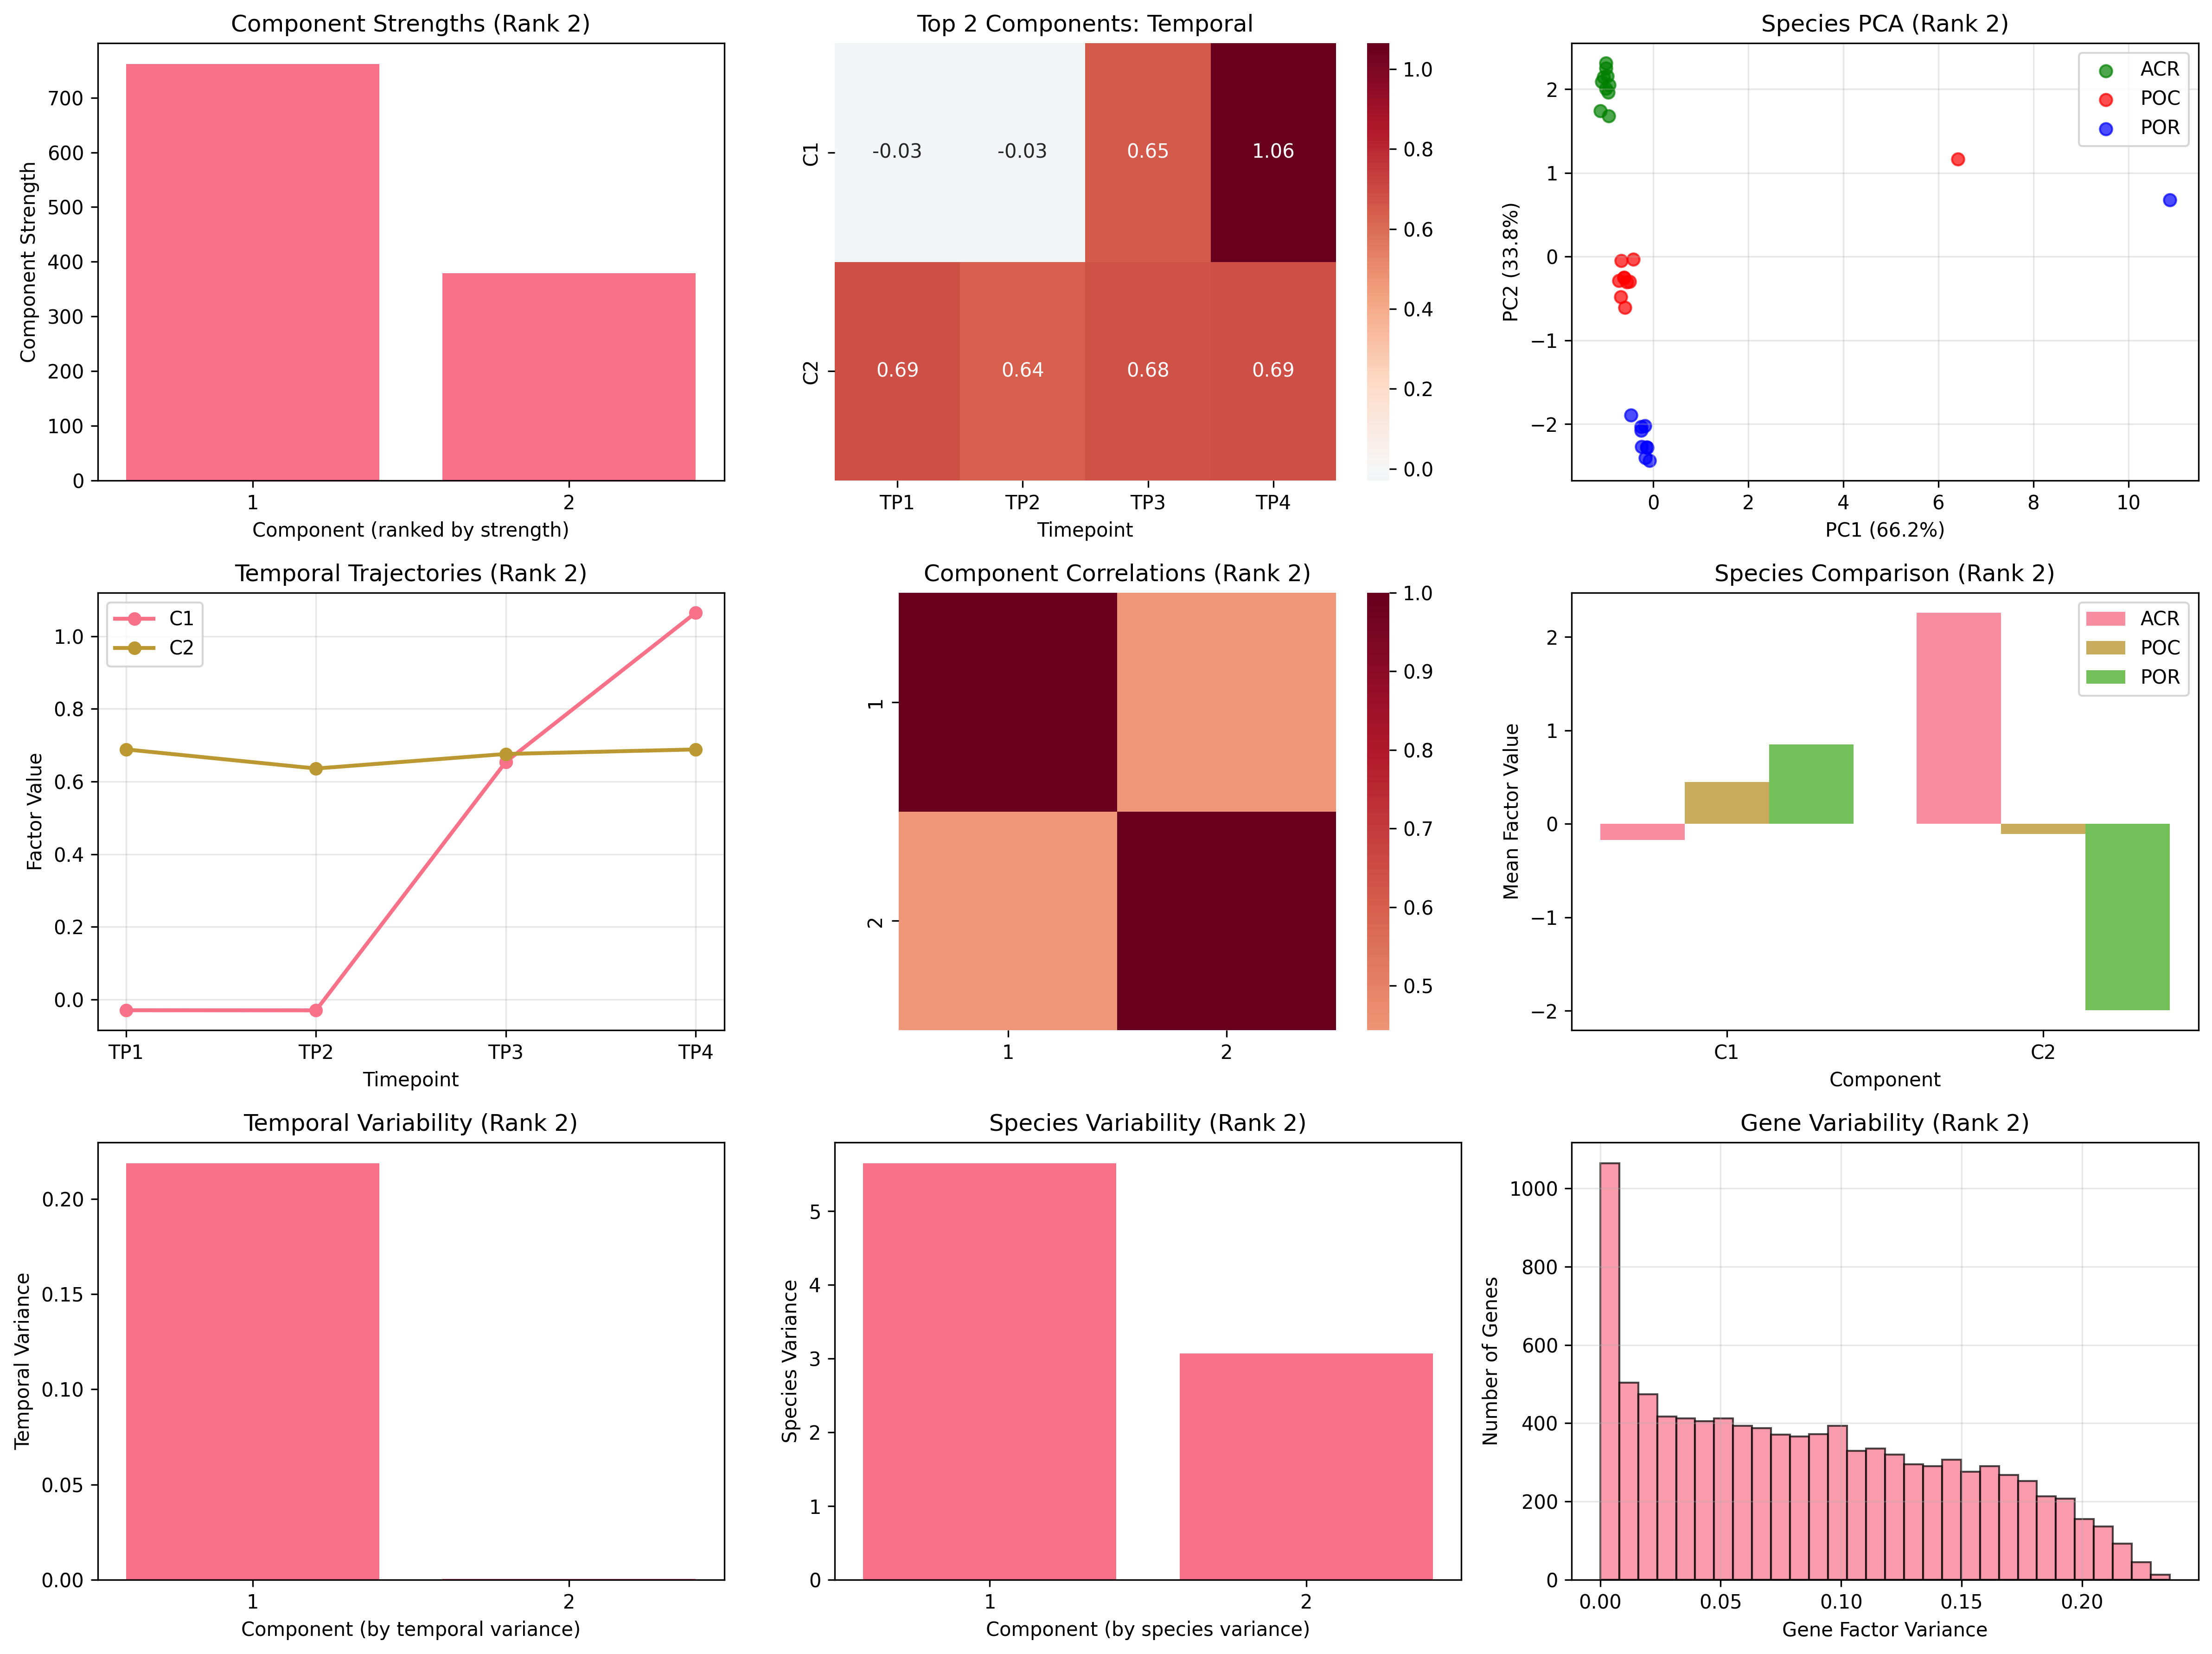 Component Strengths (Rank 2)
Component Strength
700
600
500
400
300
200
100
0
1
2
Component (ranked by strength)
Top 2 Components: Temporal
C1
C2
-0.03
-0.03
0.65
1.06
0.69
0.64
0.68
0.69
TP1
TP2
TP3
TP4
Timepoint
1.0
0.8
0.6
0.4
0.2
0.0
Species PCA (Rank 2)
ACR
POC
POR
PC2 (33.8%)
2
1
0
−1
−2
0
2
4
6
8
10
PC1 (66.2%)
Temporal Trajectories (Rank 2)
C1
C2
Factor Value
1.0
0.8
0.6
0.4
0.2
0.0
TP1
TP2
TP3
TP4
Timepoint
Component Correlations (Rank 2)
1
2
1
2
1.0
0.9
0.8
0.7
0.6
0.5
Species Comparison (Rank 2)
ACR
POC
POR
Mean Factor Value
2
1
0
−1
−2
C1
C2
Component
Temporal Variability (Rank 2)
Temporal Variance
0.20
0.15
0.10
0.05
0.00
1
2
Component (by temporal variance)
Species Variability (Rank 2)
Species Variance
5
4
3
2
1
0
1
2
Component (by species variance)
Gene Variability (Rank 2)
Number of Genes
1000
800
600
400
200
0
0.00
0.05
0.10
0.15
0.20
Gene Factor Variance